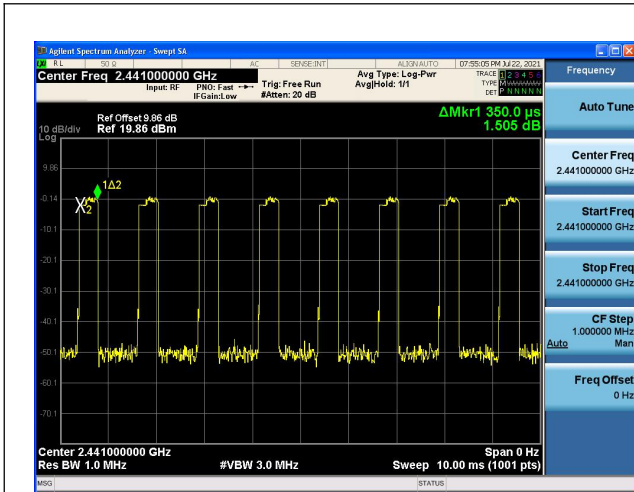 Agilent Spectrum Analyzer - Swept SA
RL 50 Ω AC SENSE:INT ALIGNAUTO 07:55:05 PM Jul 22, 2021
Center Freq 2.441000000 GHz
Input: RF PNO: Fast Trig: Free Run Avg Type: Log-Pwr TRACE 1 2 3 4 5 6
IFGain:Low #Atten: 20 dB Avg|Hold: 1/1 TYPE M
DET P N N N N N
Frequency
Auto Tune
Ref Offset 9.86 dB ΔMkr1 350.0 µs
10 dB/div Ref 19.86 dBm 1.505 dB
Log
9.86
-0.14
-10.1
-20.1
-30.1
-40.1
-50.1
-60.1
-70.1
1Δ2
X2
Center Freq
2.441000000 GHz
Start Freq
2.441000000 GHz
Stop Freq
2.441000000 GHz
CF Step
1.000000 MHz
Auto Man
Freq Offset
0 Hz
Center 2.441000000 GHz Span 0 Hz
Res BW 1.0 MHz #VBW 3.0 MHz Sweep 10.00 ms (1001 pts)
MSG STATUS